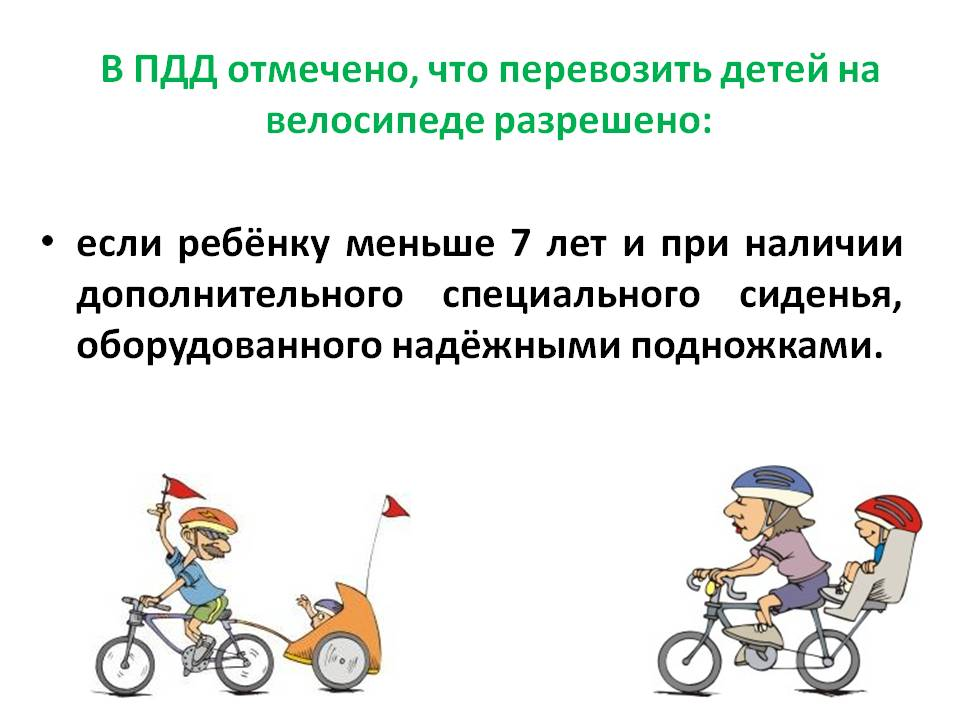 В ПДД отмечено, что перевозить детей на
велосипеде разрешено:
• если ребёнку меньше 7 лет и при наличии
дополнительного специального сиденья,
оборудованного надёжными подножками.